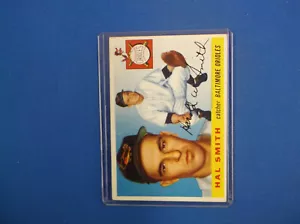 HAL SMITH
catcher BALTIMORE ORIOLES